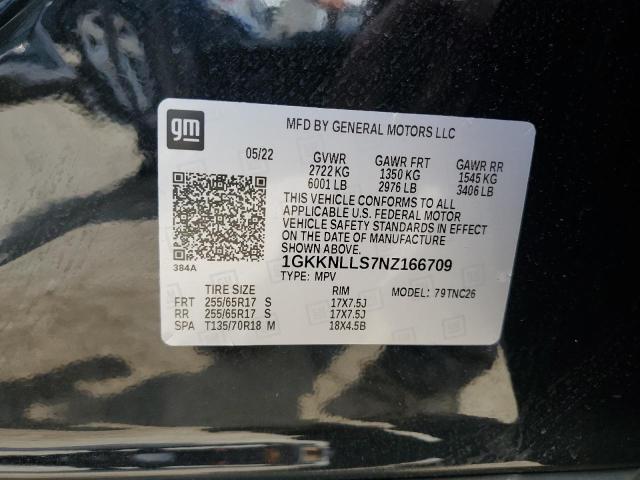 gm
MFD BY GENERAL MOTORS LLC
05/22 GVWR GAWR FRT GAWR RR
2722 KG 1350 KG 1545 KG
6001 LB 2976 LB 3406 LB
THIS VEHICLE CONFORMS TO ALL
APPLICABLE U.S. FEDERAL MOTOR
VEHICLE SAFETY STANDARDS IN EFFECT
ON THE DATE OF MANUFACTURE
SHOWN ABOVE.
384A
1GKKNLLS7NZ166709
TYPE: MPV MODEL: 79TNC26
TIRE SIZE RIM
FRT 255/65R17 S 17X7.5J
RR 255/65R17 S 17X7.5J
SPA T135/70R18 M 18X4.5B